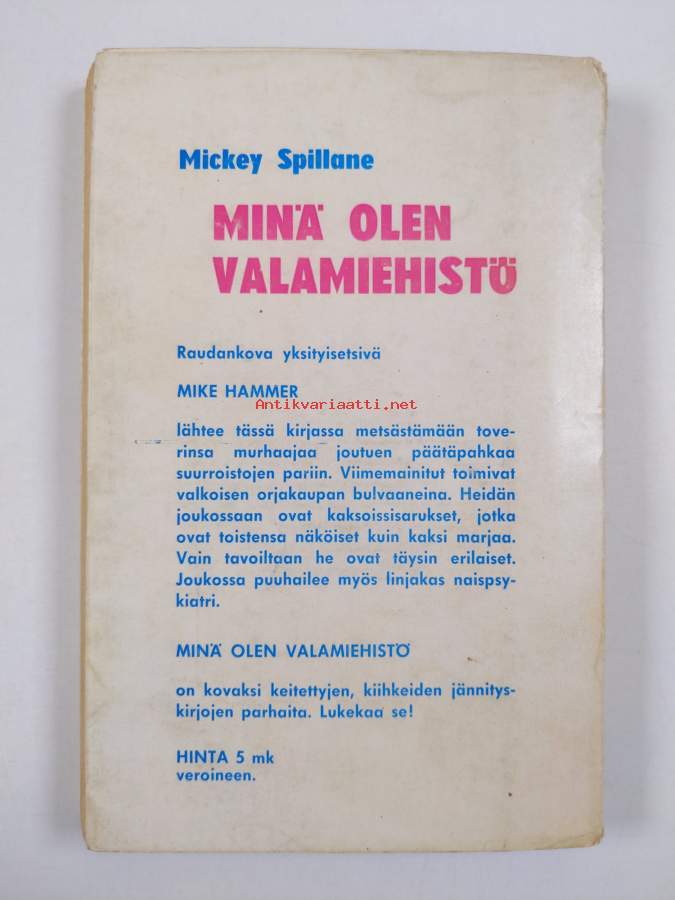 Mickey Spillane
MINÄ OLEN
VALAMIEHISTÖ
Raudankova yksityisetsivä
MIKE HAMMER
Antikvariaatti.net
lähtee tässä kirjassa metsästämään tove-
rinsa murhaajaa joutuen päätäpahkaa
suurroistojen pariin. Viimemainitut toimivat
valkoisen orjakaupan bulvaaneina. Heidän
joukossaan ovat kaksoissisarukset, jotka
ovat toistensa näköiset kuin kaksi marjaa.
Vain tavoiltaan he ovat täysin erilaiset.
Joukossa puuhailee myös linjakas naispsy-
kiatri.
MINÄ OLEN VALAMIEHISTÖ
on kovaksi keitettyjen, kiihkeiden jännitys-
kirjojen parhaita. Lukekaa se!
HINTA 5 mk
veroineen.